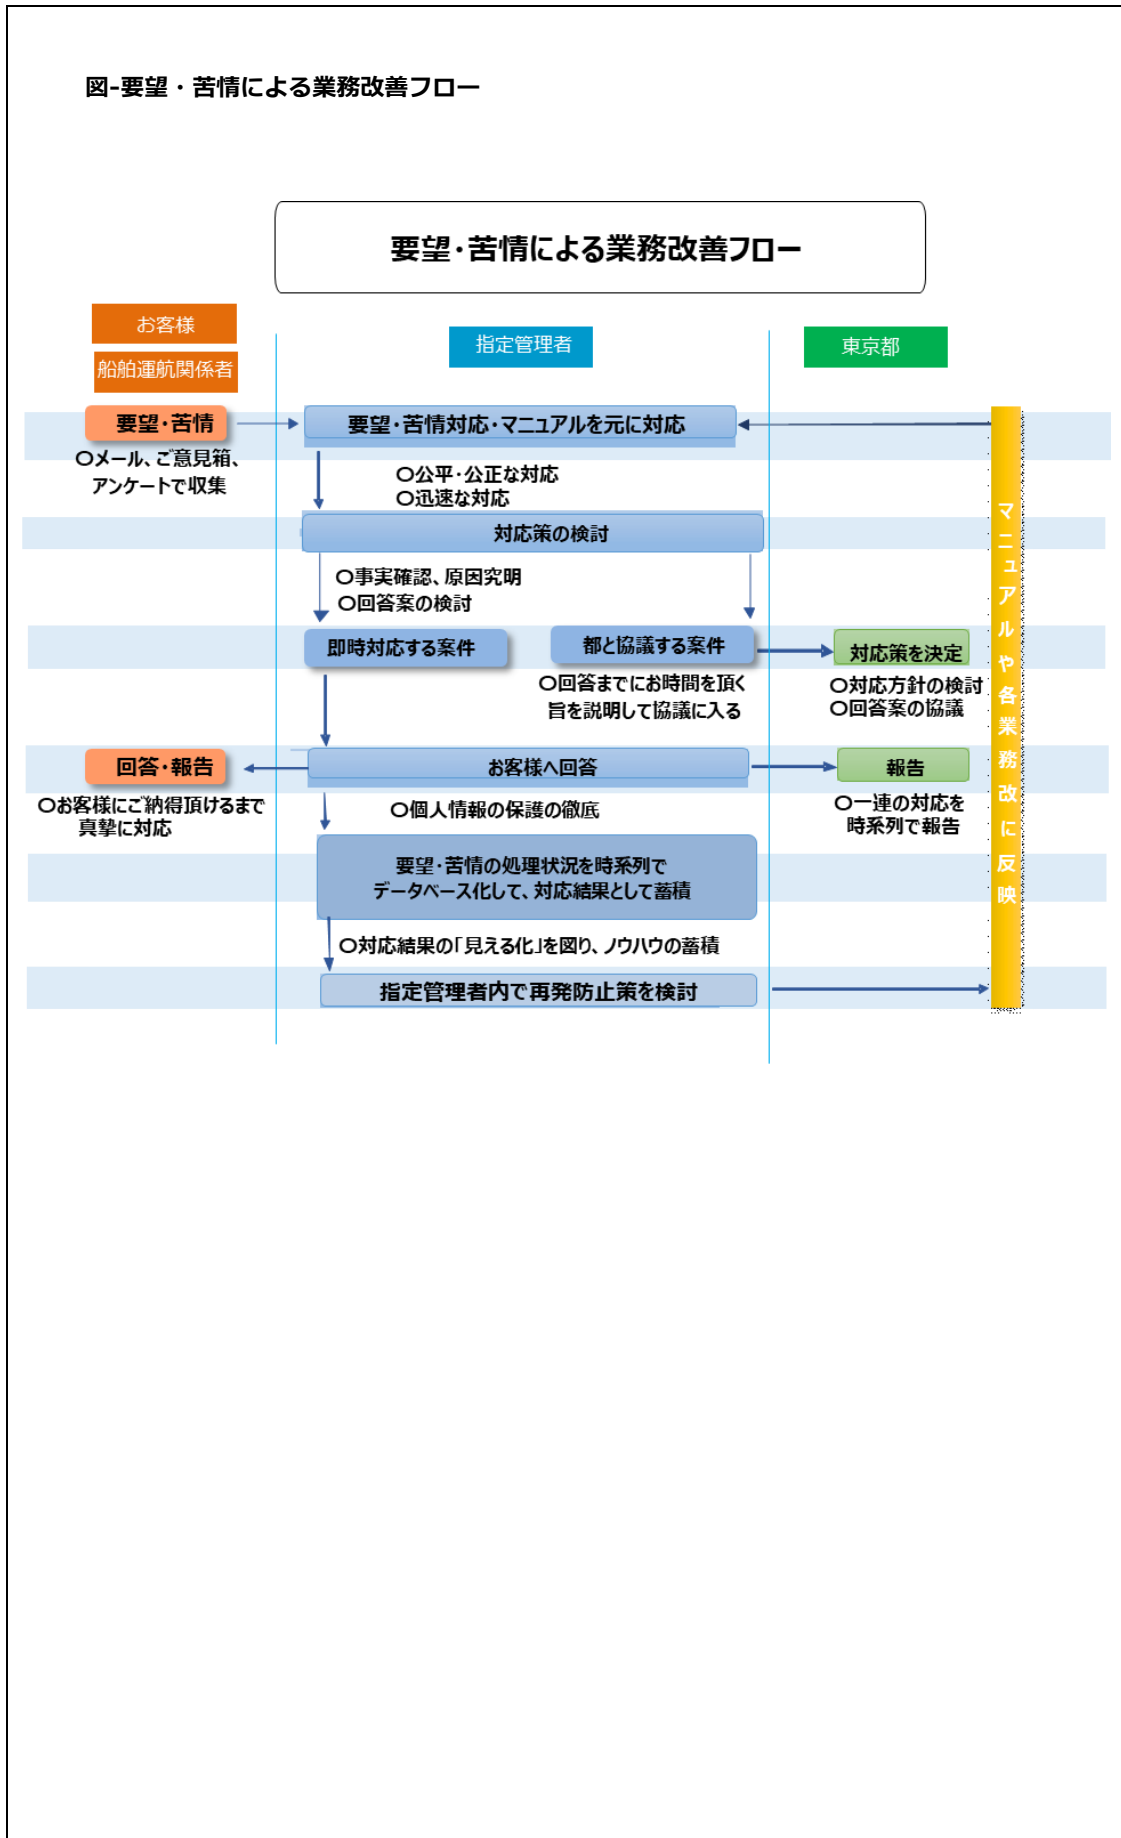 図-要望・苦情による業務改善フロー
要望・苦情による業務改善フロー
お客様
船舶運航関係者
指定管理者
東京都
要望・苦情
要望・苦情対応・マニュアルを元に対応
〇メール、ご意見箱、
アンケートで収集
〇公平・公正な対応
〇迅速な対応
対応策の検討
〇事実確認、原因究明
〇回答案の検討
即時対応する案件
都と協議する案件
対応策を決定
〇回答までにお時間を頂く
旨を説明して協議に入る
〇対応方針の検討
〇回答案の協議
回答・報告
お客様へ回答
報告
〇お客様にご納得頂けるまで
真摯に対応
〇個人情報の保護の徹底
〇一連の対応を
時系列で報告
要望・苦情の処理状況を時系列で
データベース化して、対応結果として蓄積
〇対応結果の「見える化」を図り、ノウハウの蓄積
指定管理者内で再発防止策を検討
マニュアルや各業務改に反映